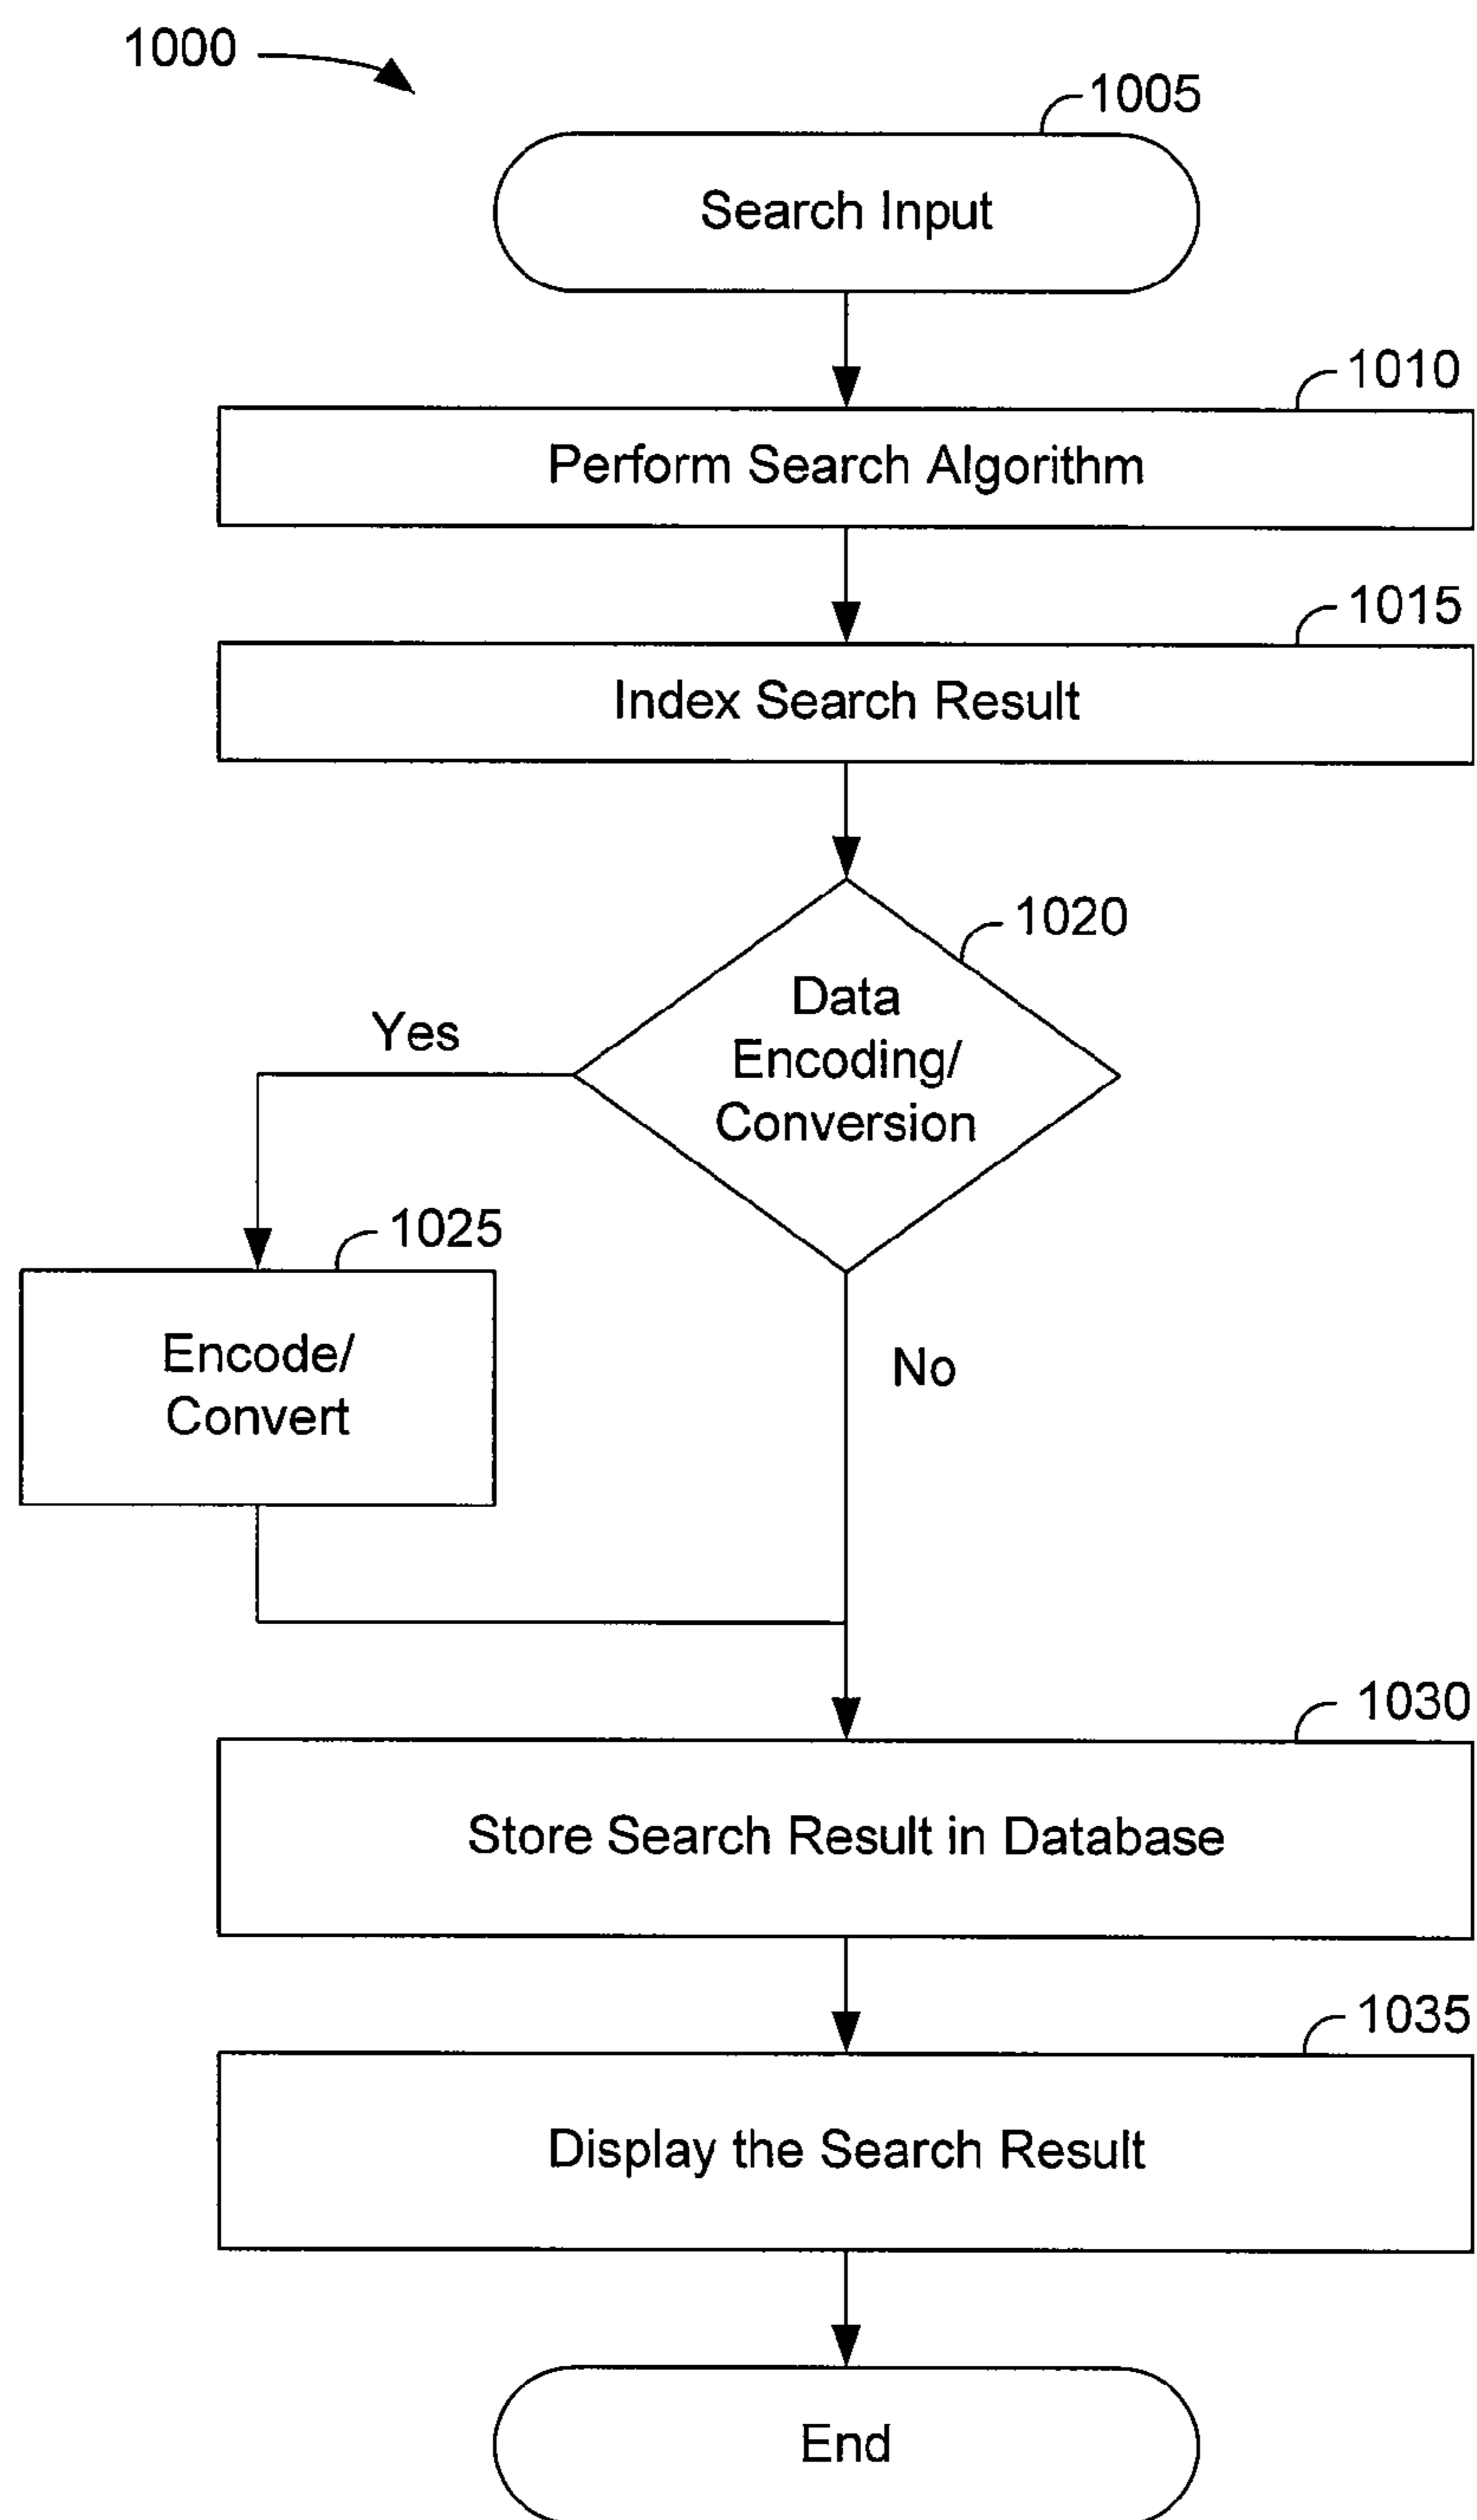 1000
1005
Search Input
1010
Perform Search Algorithm
1015
Index Search Result
1020
Data
Encoding/
Conversion
Yes
1025
Encode/
Convert
No
1030
Store Search Result in Database
1035
Display the Search Result
End